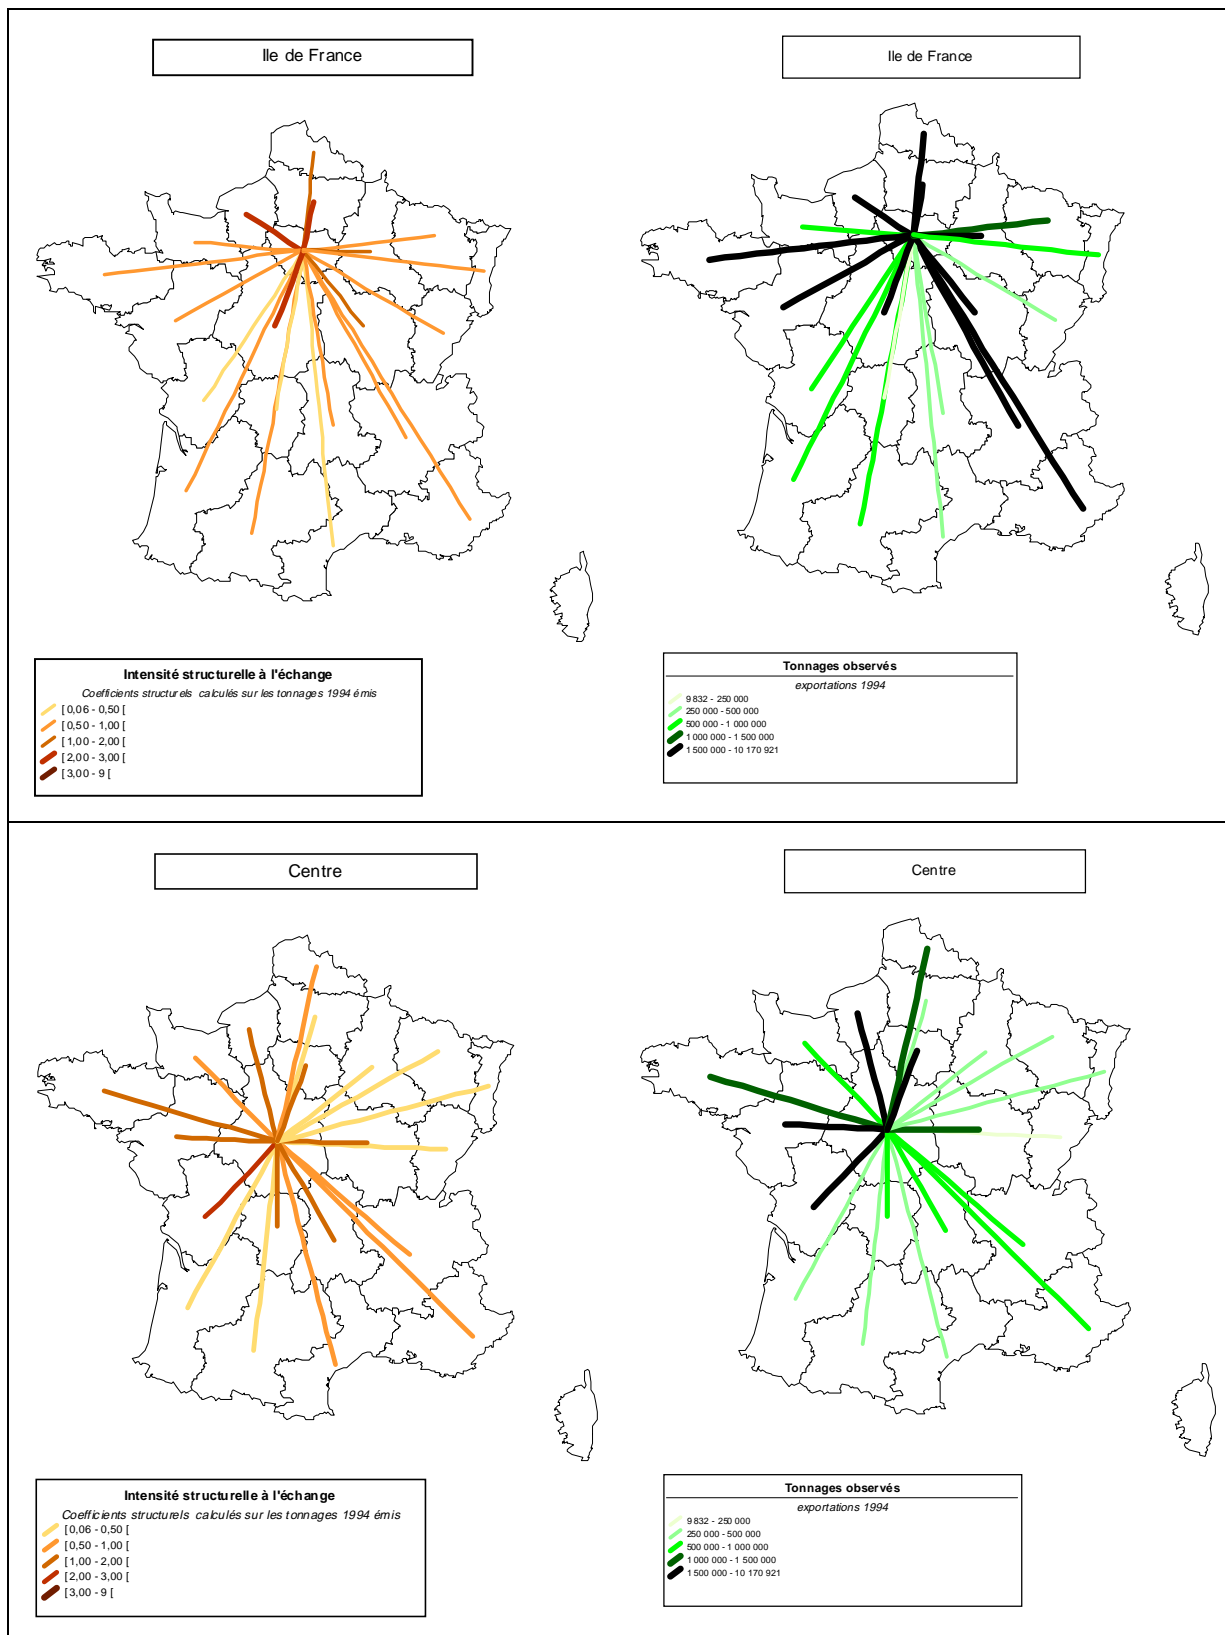 Ile de France
Ile de France
Intensité structurelle à l'échange
Coefficients structurels calculés sur les tonnages 1994 émis
[0,06 - 0,50 [
[0,50 - 1,00 [
[1,00 - 2,00 [
[2,00 - 3,00 [
[3,00 - 9 [
Tonnages observés
exportations 1994
9 832 - 250 000
250 000 - 500 000
500 000 - 1 000 000
1 000 000 - 1 500 000
1 500 000 - 10 170 921
Centre
Centre
Intensité structurelle à l'échange
Coefficients structurels calculés sur les tonnages 1994 émis
[0,06 - 0,50 [
[0,50 - 1,00 [
[1,00 - 2,00 [
[2,00 - 3,00 [
[3,00 - 9 [
Tonnages observés
exportations 1994
9 832 - 250 000
250 000 - 500 000
500 000 - 1 000 000
1 000 000 - 1 500 000
1 500 000 - 10 170 921